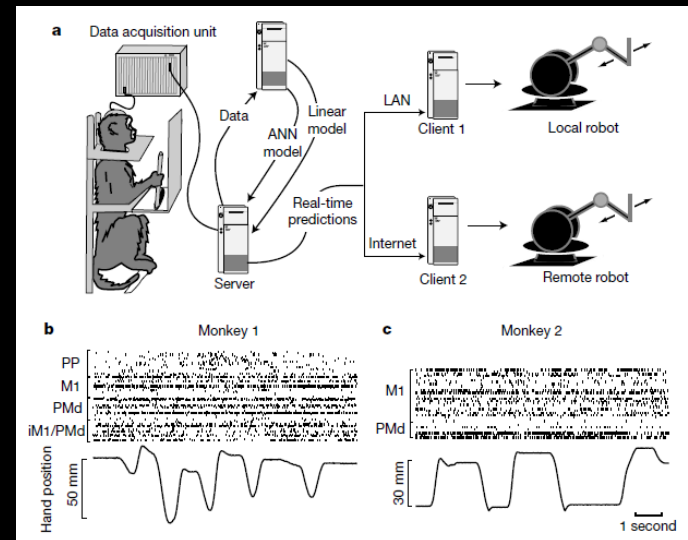 a
Data acquisition unit
Data
ANN
model
Linear
model
Real-time
predictions
Server
LAN
Client 1
Local robot
Internet
Client 2
Remote robot
b
Monkey 1
PP
M1
PMd
iM1/PMd
Hand position
50 mm
c
Monkey 2
M1
PMd
30 mm
1 second